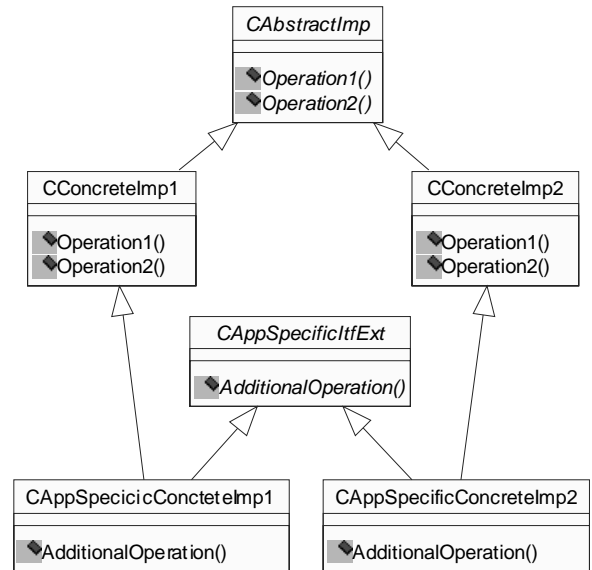 CAbstractImp
Operation1()
Operation2()
CConcreteImp1
Operation1()
Operation2()
CConcreteImp2
Operation1()
Operation2()
CAppSpecificItfExt
AdditionalOperation()
CAppSpecicicConcteteImp1
AdditionalOperation()
CAppSpecificConcreteImp2
AdditionalOperation()